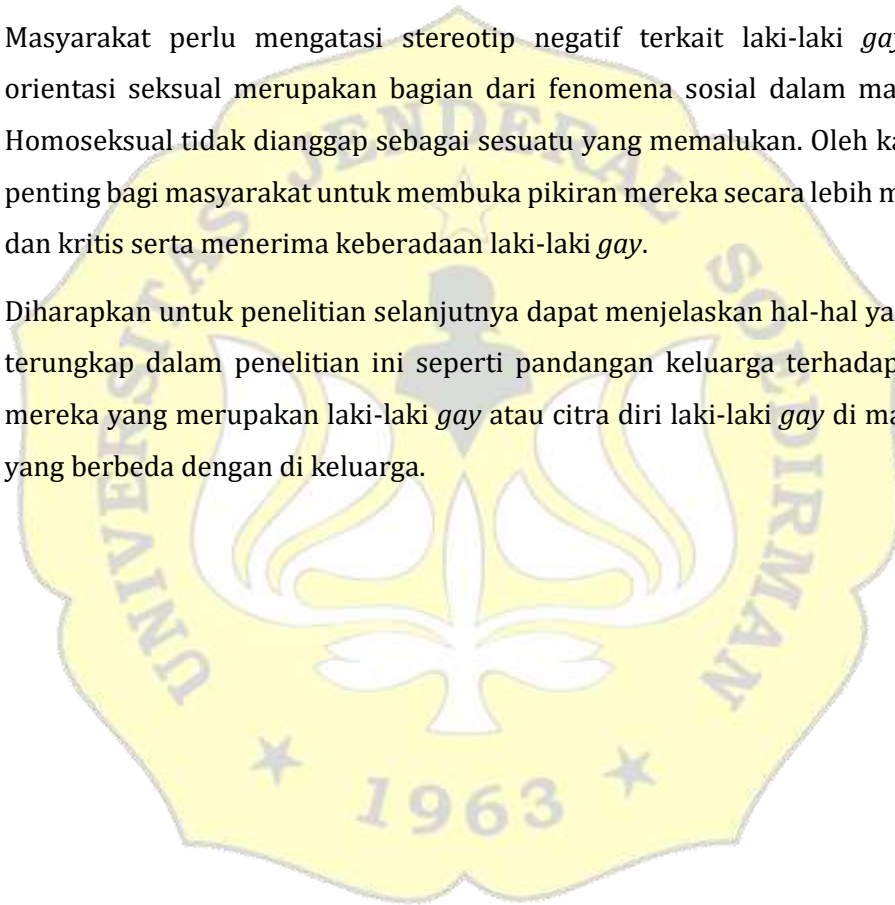 Masyarakat perlu mengatasi stereotip negatif terkait laki-laki
orientasi seksual merupakan bagian dari fenomena sosial dalam
Homoseksual tidak dianggap sebagai sesuatu yang memalukan. Oleh
penting bagi masyarakat untuk membuka pikiran mereka secara lebih
dan kritis serta menerima keberadaan laki-laki gay.
Diharapkan untuk penelitian selanjutnya dapat menjelaskan hal-hal
terungkap dalam penelitian ini seperti pandangan keluarga terhadap
mereka yang merupakan laki-laki gay atau citra diri laki-laki gay di
yang berbeda dengan di keluarga.
UNIVERSITAS JENDERAL SOEDIRMAN
1963